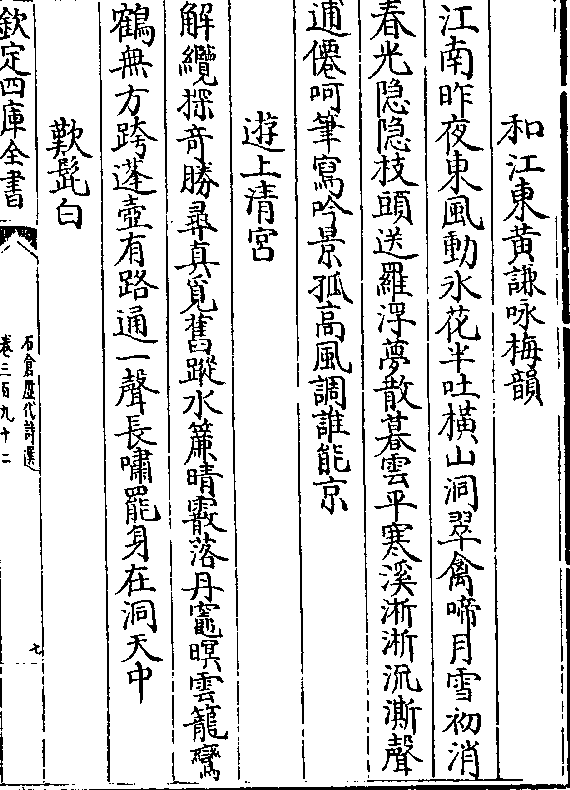 和江東黃謙咏梅韻
江南昨夜東風動氷花半吐橫山洞翠禽啼月雪初消
春光隐隐枝頭送羅浮夢散暮雲平寒溪淅淅流澌聲
逋僊呵筆寫吟景孤高風調誰能京
遊上清宮
解纜探奇勝尋真覓舊蹤水簾晴霰落丹竈暝雲籠鸞
鶴無方跨蓬壺有路通一聲長嘯罷身在洞天中
歎髭白
欽定四庫全書
石倉歷代詩選
卷三百九十二
七